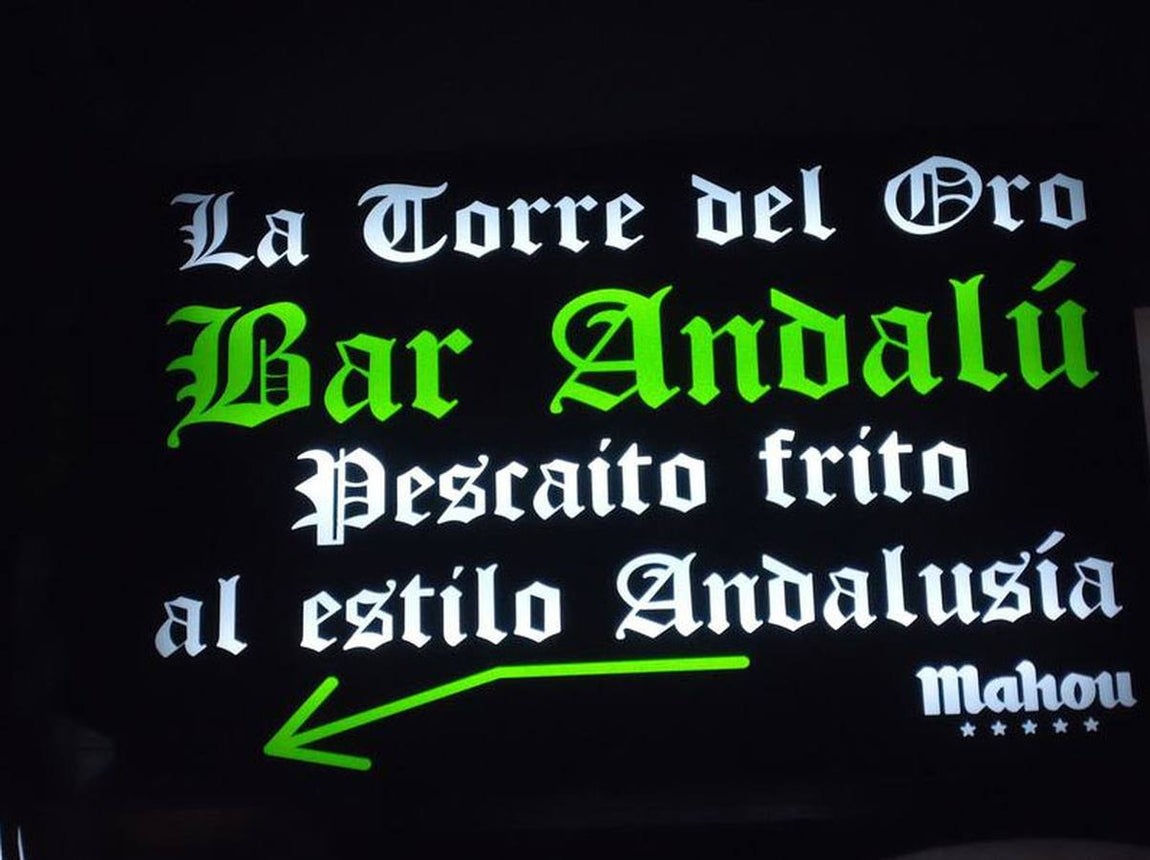 La Torre del Oro
Bar Andalú
Pescaito frito
al estilo Andalusía
Mahou